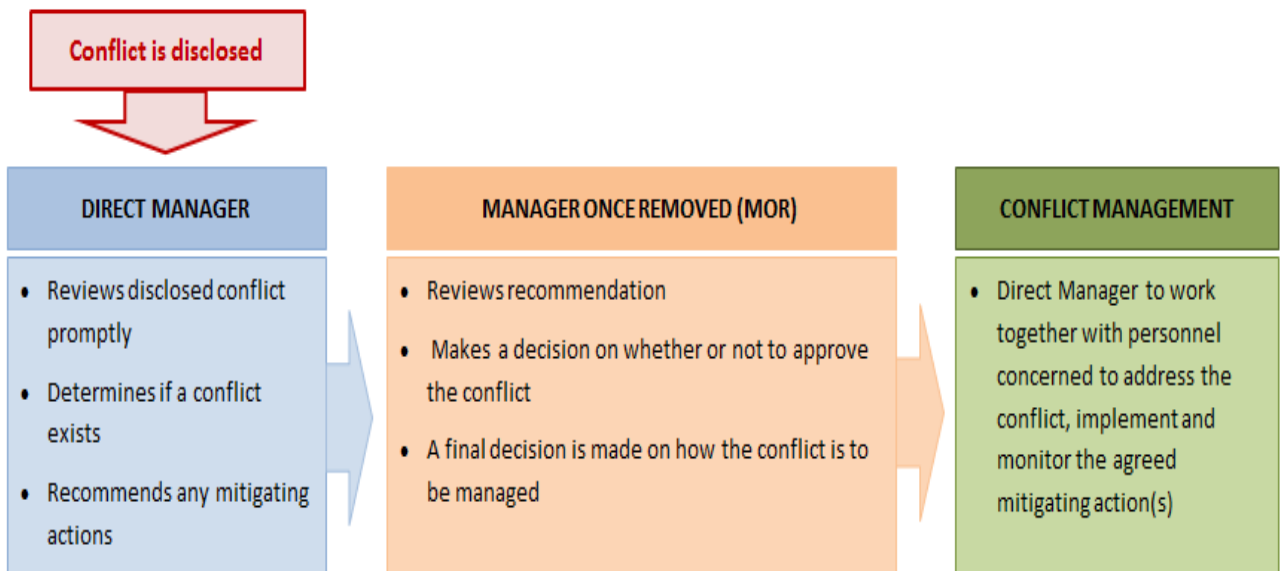 Conflict is disclosed
DIRECT MANAGER
• Reviews disclosed conflict
promptly
• Determines if a conflict
exists
• Recommends any mitigating
actions
MANAGER ONCE REMOVED (MOR)
• Reviews recommendation
• Makes a decision on whether or not to approve
the conflict
• A final decision is made on how the conflict is to
be managed
CONFLICT MANAGEMENT
• Direct Manager to work
together with personnel
concerned to address the
conflict, implement and
monitor the agreed
mitigating action(s)